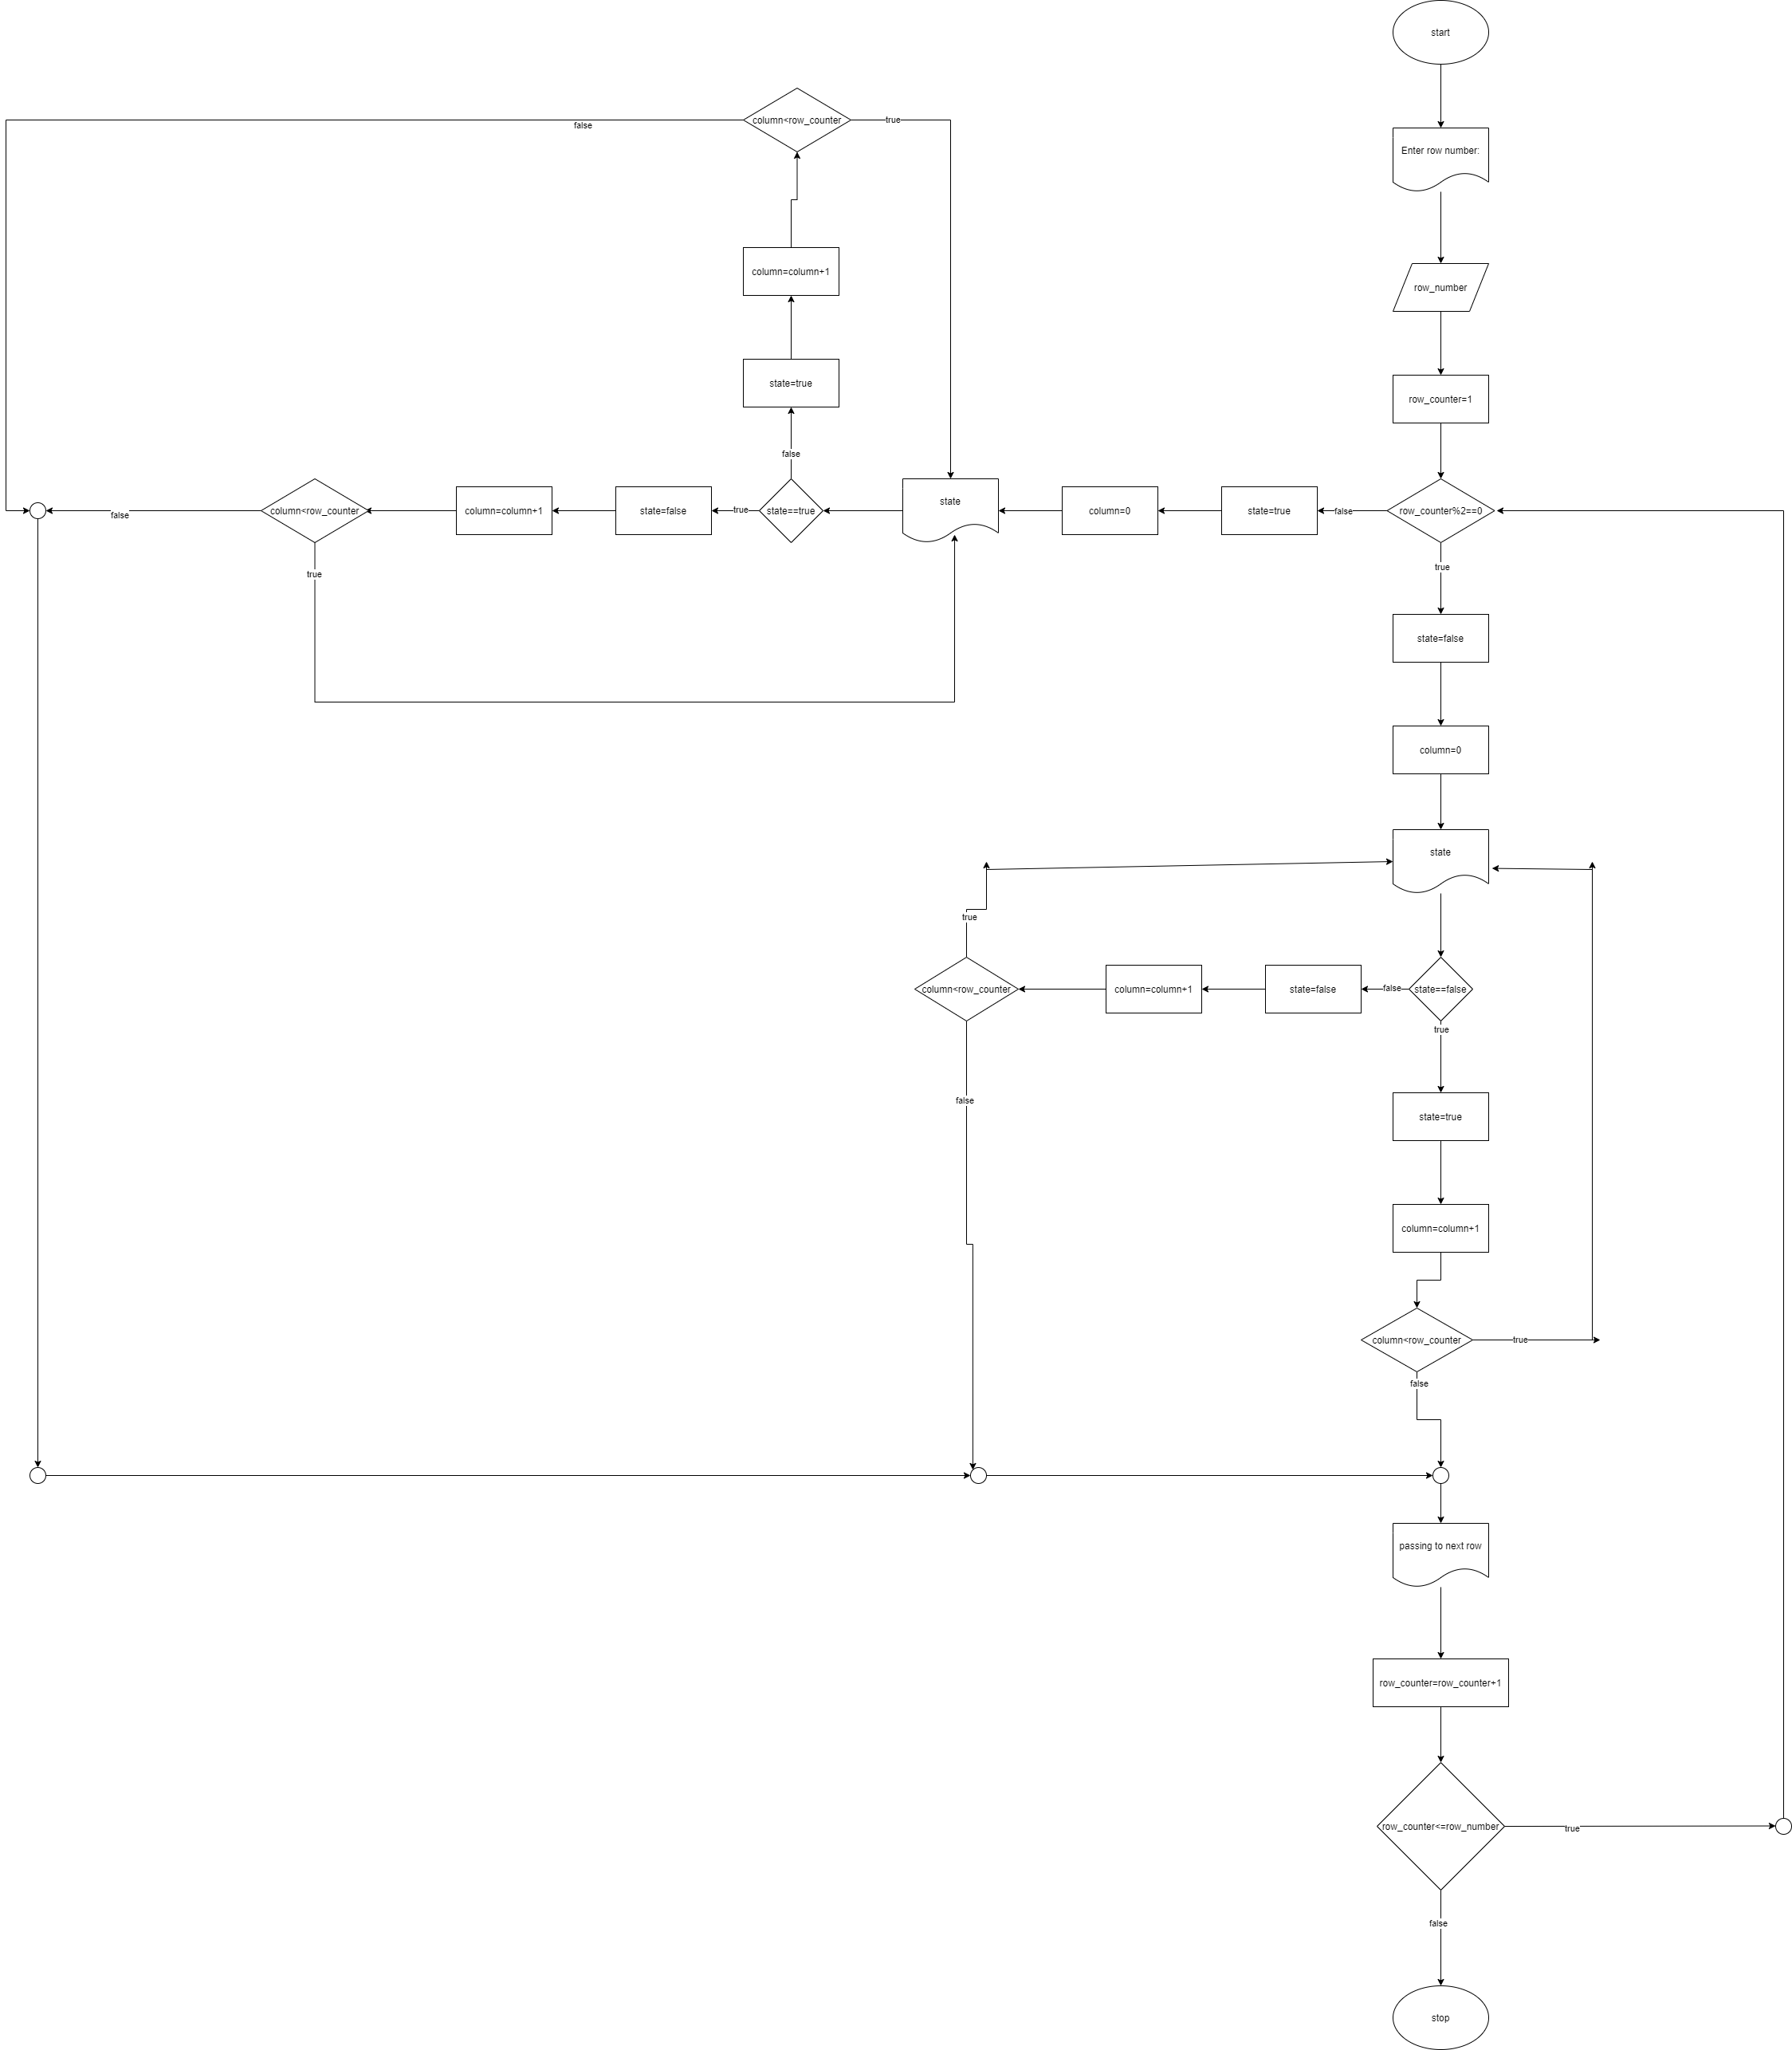 start
Enter row number:
row_number
row_counter=1
row_counter%2==0
false
state=true
column=0
state
state==true
true
state=false
column=column+1
column<row_counter
false
true
false
state=true
column=column+1
column<row_counter
true
false
true
state=false
column=0
state
state==false
false
state=false
column=column+1
column<row_counter
true
false
true
state=true
column=column+1
column<row_counter
true
false
passing to next row
row_counter=row_counter+1
row_counter<=row_number
true
false
stop